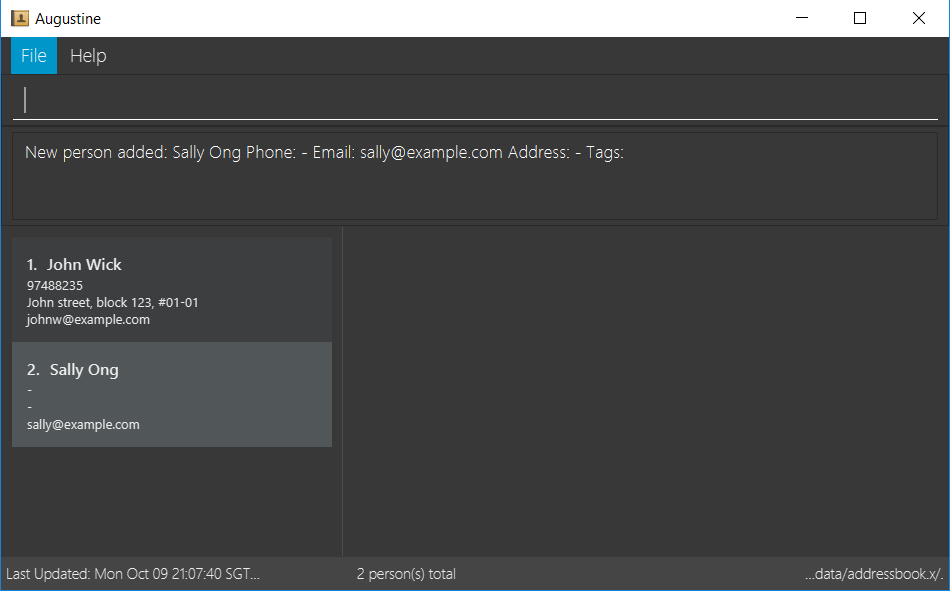 Augustine
File Help
New person added: Sally Ong Phone: - Email: sally@example.com Address: - Tags:
1. John Wick
97488235
John street, block 123, #01-01
johnw@example.com
2. Sally Ong
-
-
sally@example.com
Last Updated: Mon Oct 09 21:07:40 SGT... 2 person(s) total ...data/addressbook.x/.